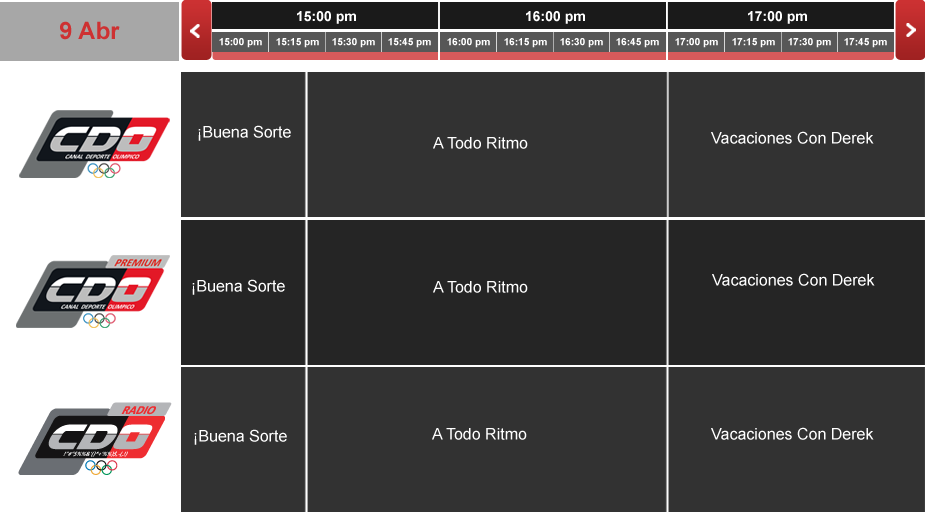 9 Abr
15:00 pm
16:00 pm
17:00 pm
15:00 pm 15:15 pm 15:30 pm 15:45 pm 16:00 pm 16:15 pm 16:30 pm 16:45 pm 17:00 pm 17:15 pm 17:30 pm 17:45 pm
CDO
CANAL DEPORTE OLIMPICO
¡Buena Sorte
A Todo Ritmo
Vacaciones Con Derek
PREMIUM
CDO
CANAL DEPORTE OLIMPICO
¡Buena Sorte
A Todo Ritmo
Vacaciones Con Derek
RADIO
CDO
¡Buena Sorte
A Todo Ritmo
Vacaciones Con Derek